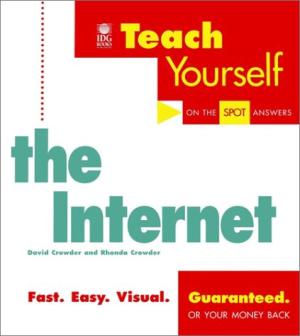 IDG
BOOKS
Teach
Yourself
ON THE SPOT ANSWERS
the
Internet
David Crowder and Rhonda Crowder
Fast. Easy. Visual. Guaranteed.
OR YOUR MONEY BACK